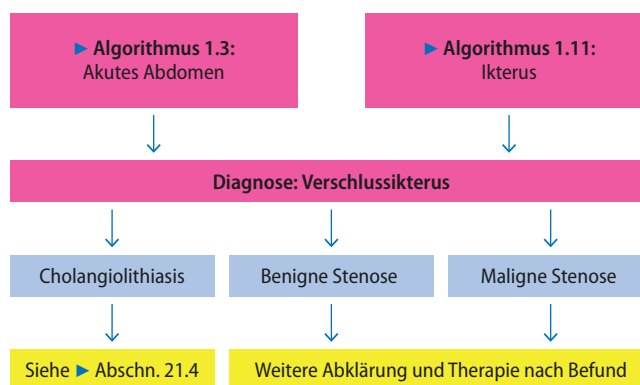 ► Algorithmus 1.3:
Akutes Abdomen
► Algorithmus 1.11:
Ikterus
Diagnose: Verschlussikterus
Cholangiolithiasis
Benigne Stenose
Maligne Stenose
Siehe ► Abschn. 21.4
Weitere Abklärung und Therapie nach Befund